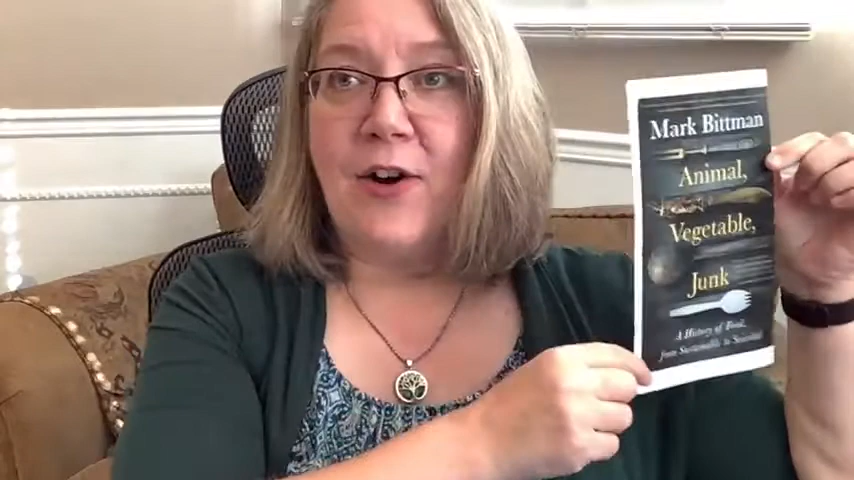 MARK BITTMAN
Animal,
Vegetable,
Junk
A History of Food,
from Sustainable to Suicidal